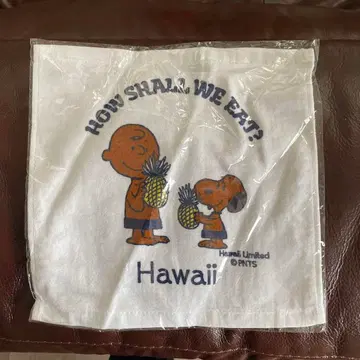 HOW SHALL WE EAT?
Hawaii Limited
©PNTS
Hawaii